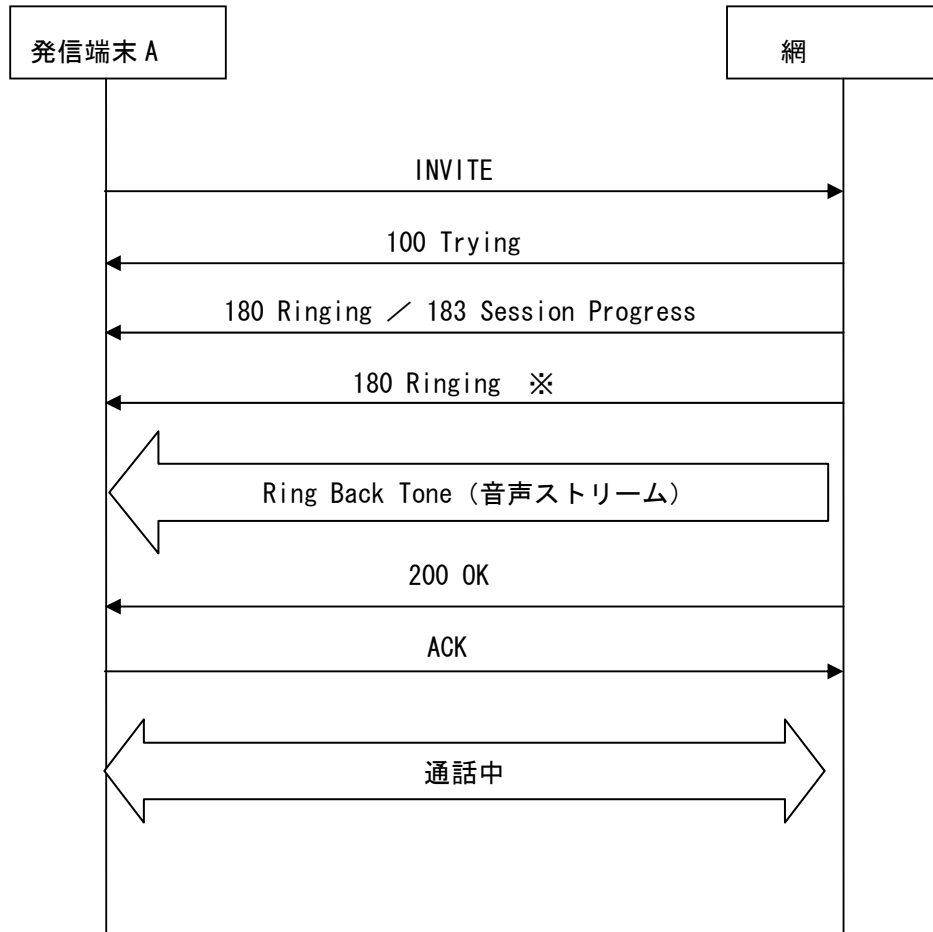 発信端末 A
網
INVITE
100 Trying
180 Ringing ／ 183 Session Progress
180 Ringing ※
Ring Back Tone（音声ストリーム）
200 OK
ACK
通話中